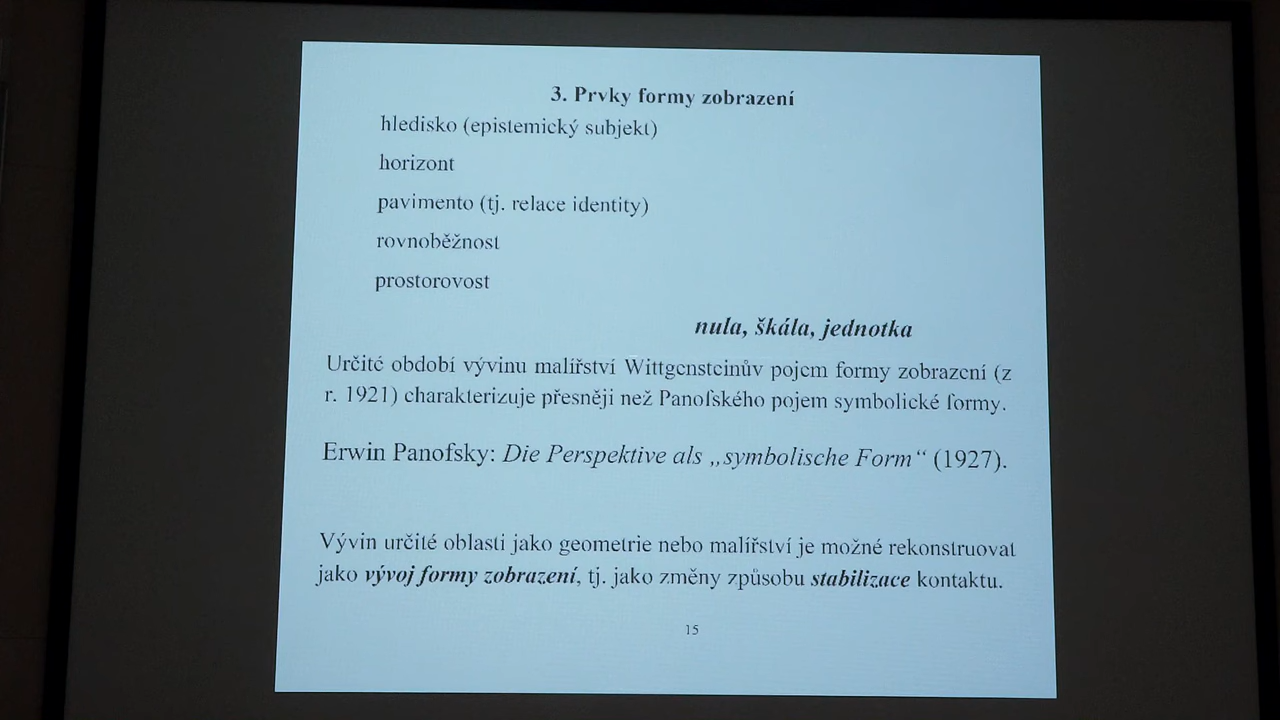 3. Prvky formy zobrazení
hledisko (epistemický subjekt)
horizont
pavimento (tj. relace identity)
rovnoběžnost
prostorovost
nula, škála, jednotka
Určité období vývinu malířství Wittgensteinův pojem formy zobrazení (z
r. 1921) charakterizuje přesněji než Panofského pojem symbolické formy.
Erwin Panofsky: Die Perspektive als „symbolische Form“ (1927).
Vývin určité oblasti jako geometrie nebo malířství je možné rekonstruovat
jako vývoj formy zobrazení, tj. jako změny způsobu stabilizace kontaktu.
15